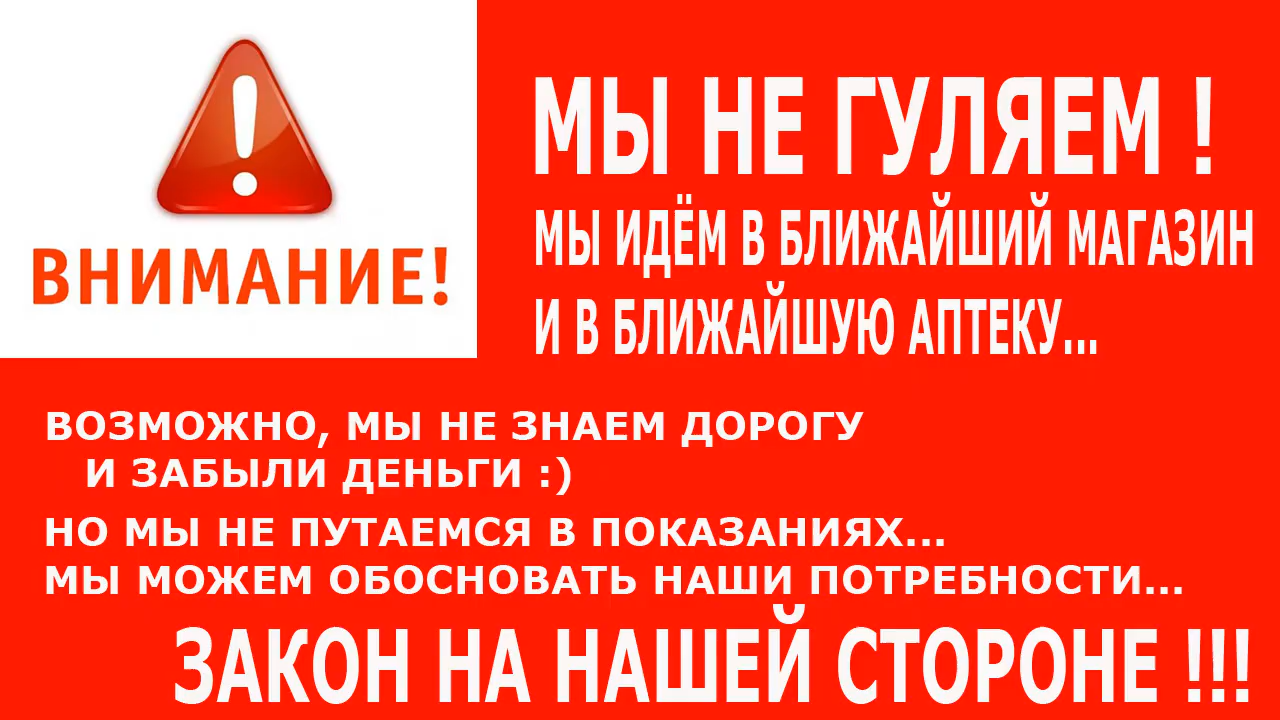 ВНИМАНИЕ!
МЫ НЕ ГУЛЯЕМ !
МЫ ИДЁМ В БЛИЖАЙШИЙ МАГАЗИН
И В БЛИЖАЙШУЮ АПТЕКУ...
ВОЗМОЖНО, МЫ НЕ ЗНАЕМ ДОРОГУ
И ЗАБЫЛИ ДЕНЬГИ :)
НО МЫ НЕ ПУТАЕМСЯ В ПОКАЗАНИЯХ...
МЫ МОЖЕМ ОБОСНОВАТЬ НАШИ ПОТРЕБНОСТИ...
ЗАКОН НА НАШЕЙ СТОРОНЕ !!!